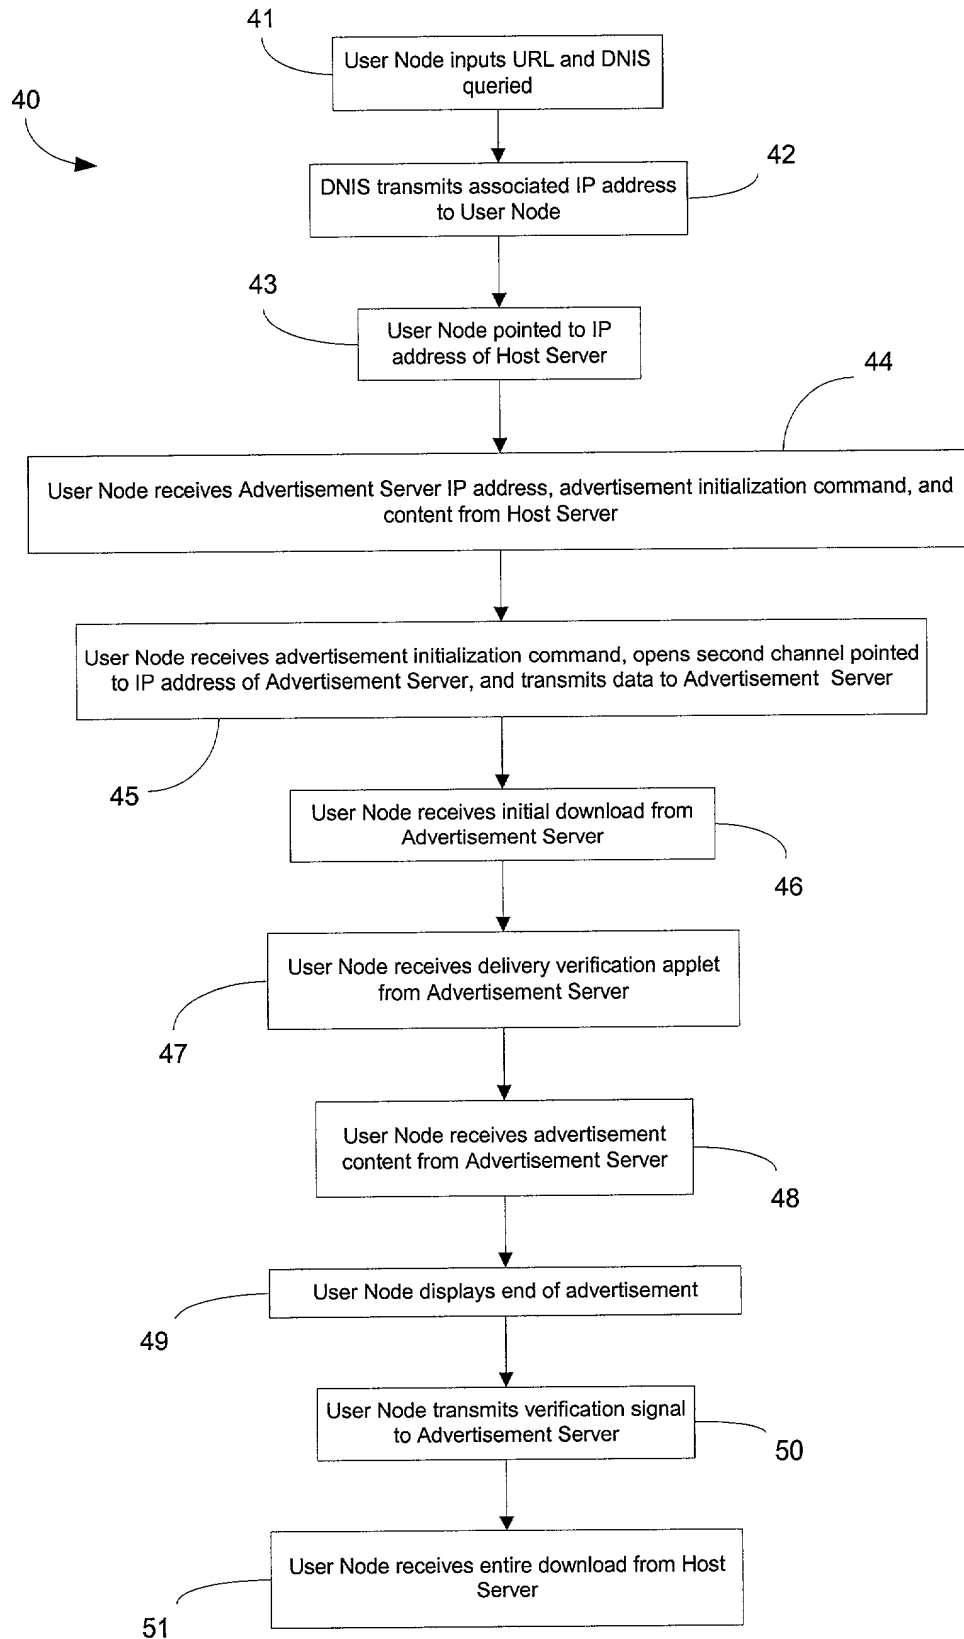 41
User Node inputs URL and DNIS
queried
40
42
DNIS transmits associated IP address
to User Node
43
User Node pointed to IP
address of Host Server
44
User Node receives Advertisement Server IP address, advertisement initialization command, and
content from Host Server
User Node receives advertisement initialization command, opens second channel pointed
to IP address of Advertisement Server, and transmits data to Advertisement Server
45
User Node receives initial download from
Advertisement Server
46
User Node receives delivery verification applet
from Advertisement Server
47
User Node receives advertisement
content from Advertisement Server
48
User Node displays end of advertisement
49
User Node transmits verification signal
to Advertisement Server
50
User Node receives entire download from Host
Server
51